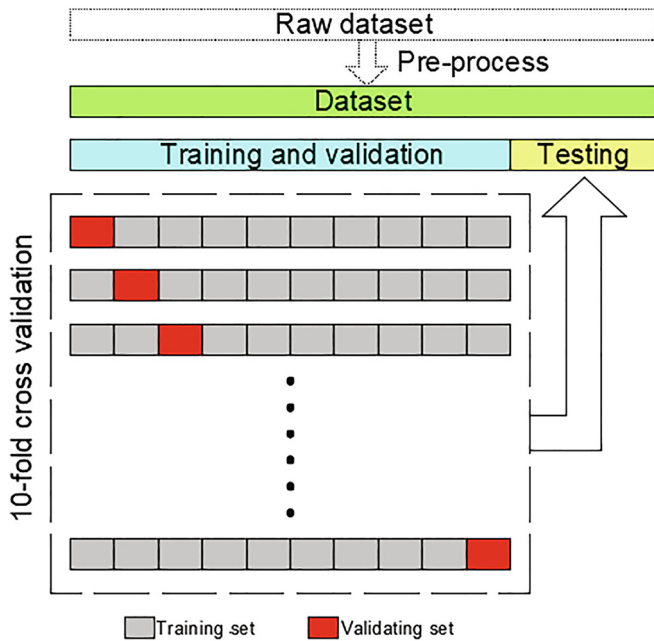 Raw dataset
Pre-process
Dataset
Training and validation
Testing
10-fold cross validation
Training set
Validating set